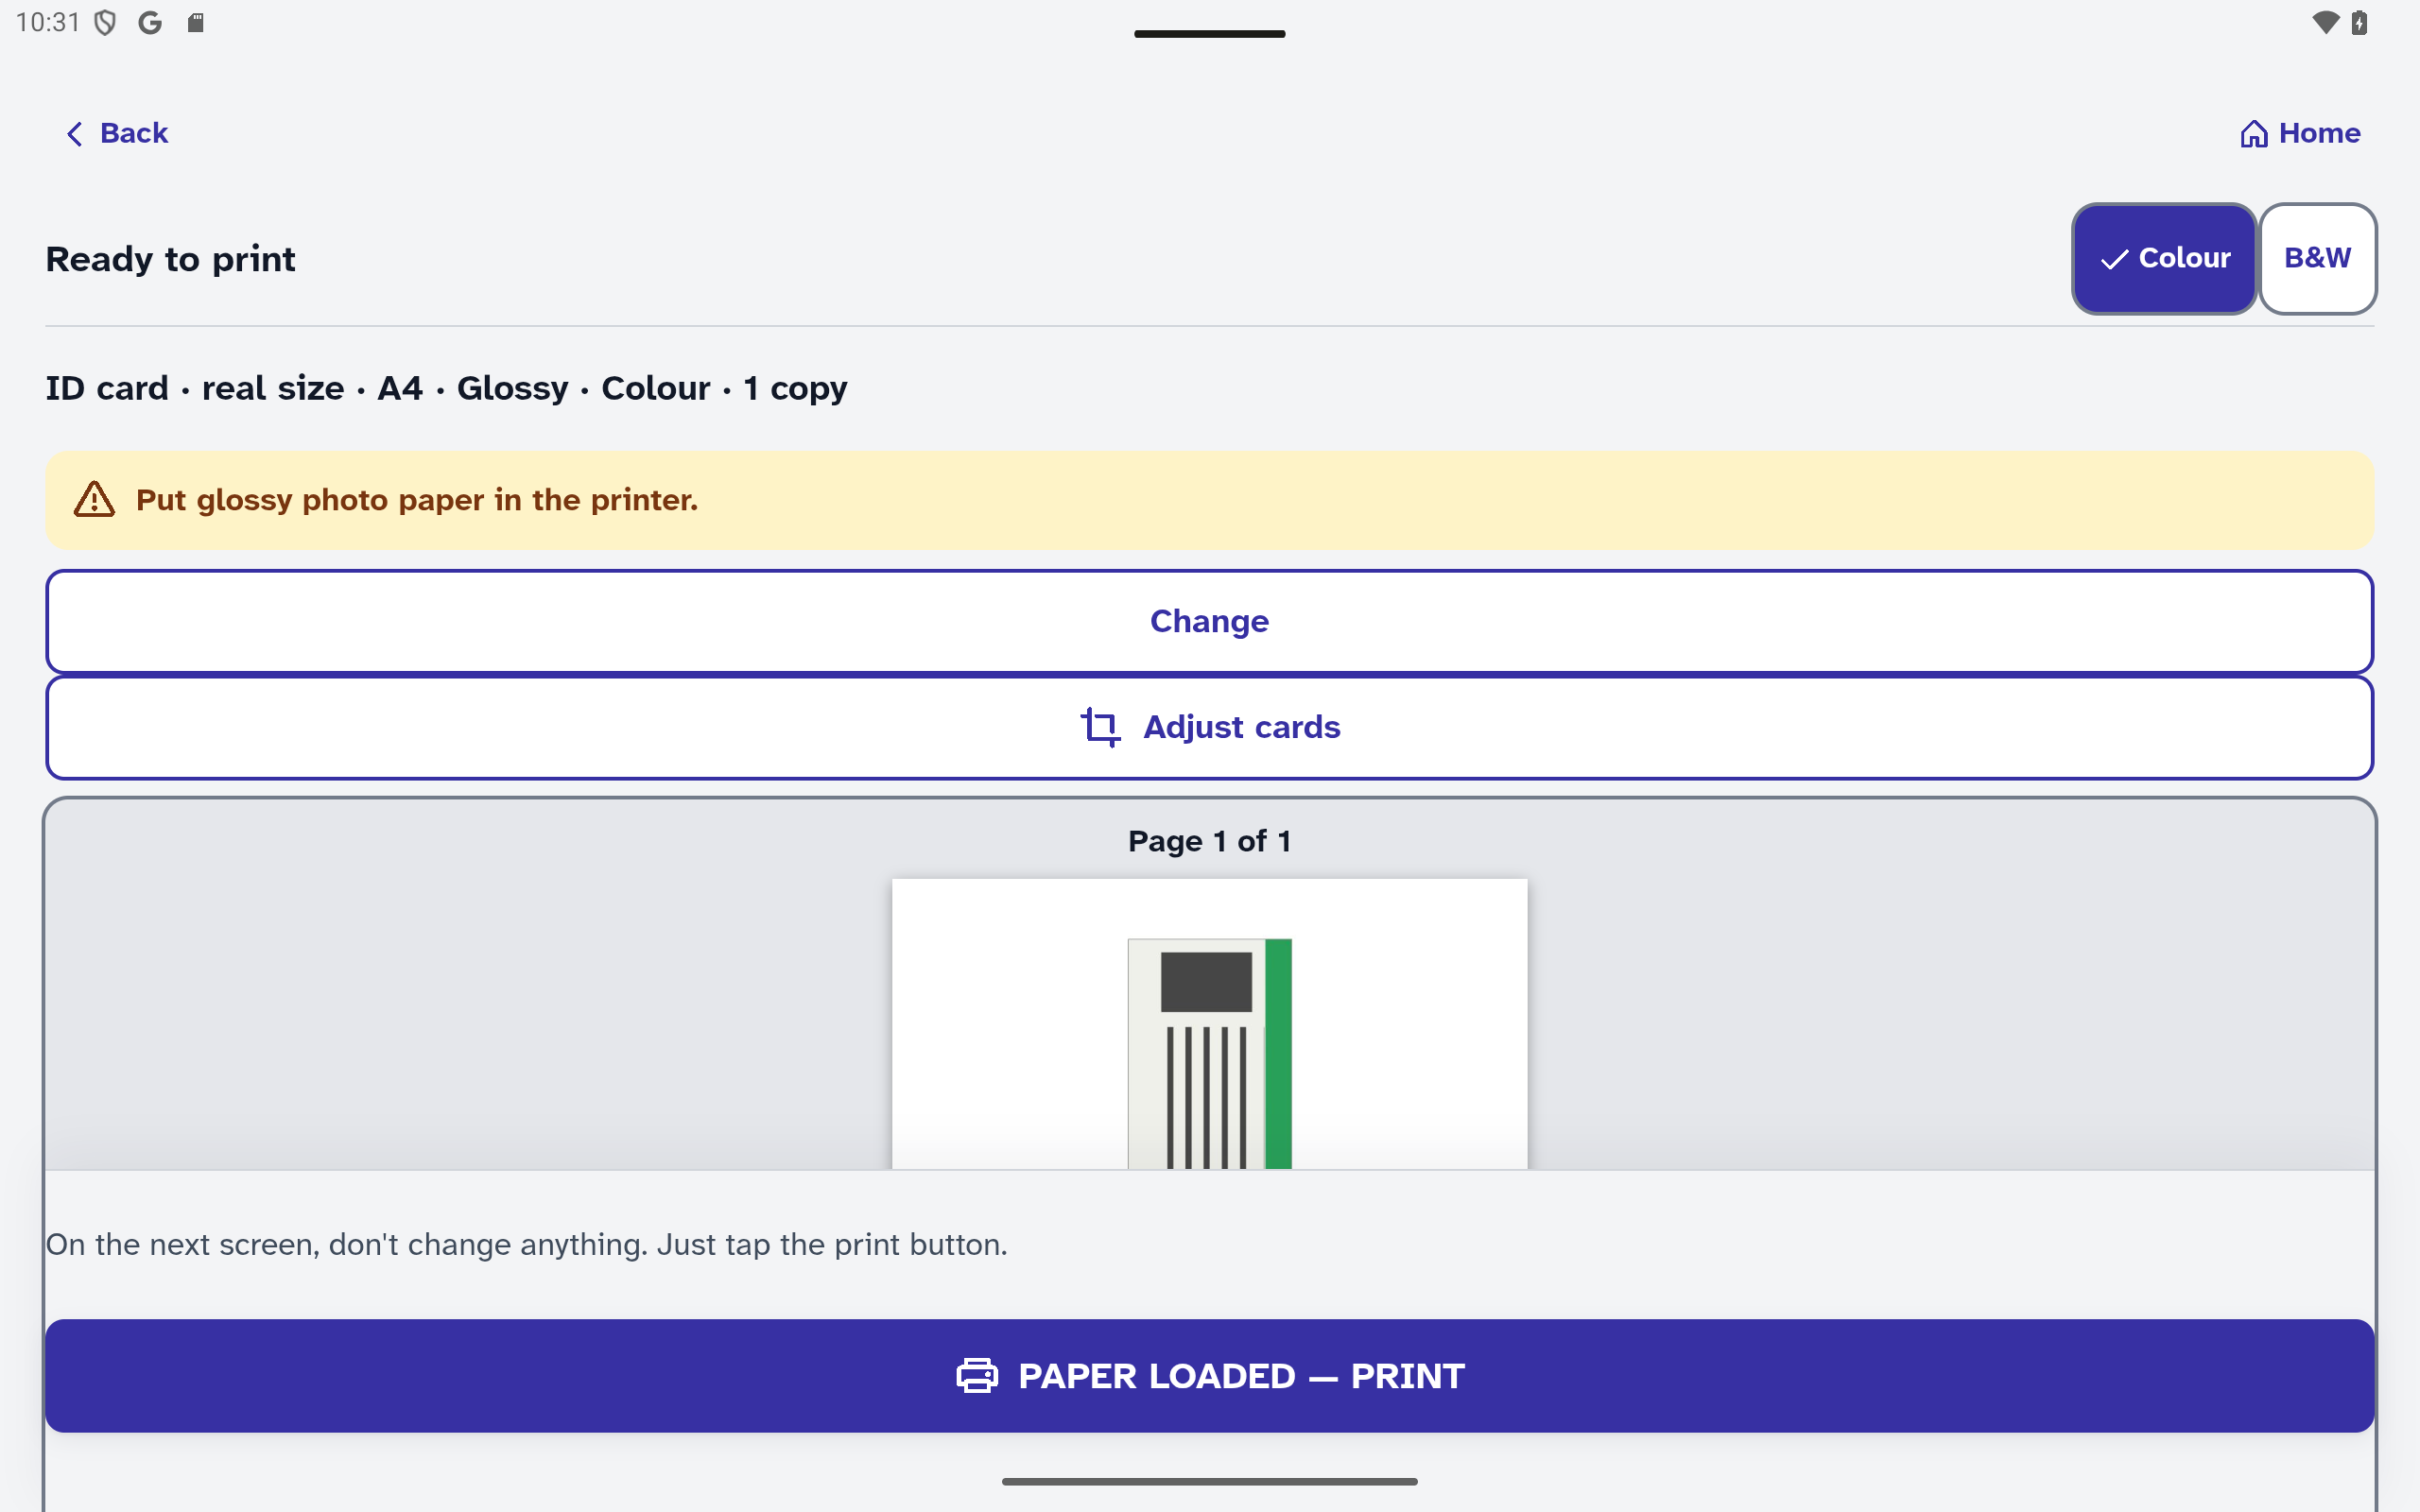 10:31
Back
Home
Ready to print
Colour
B&W
ID card · real size · A4 · Glossy · Colour · 1 copy
Put glossy photo paper in the printer.
Change
Adjust cards
Page 1 of 1
On the next screen, don't change anything. Just tap the print button.
PAPER LOADED — PRINT